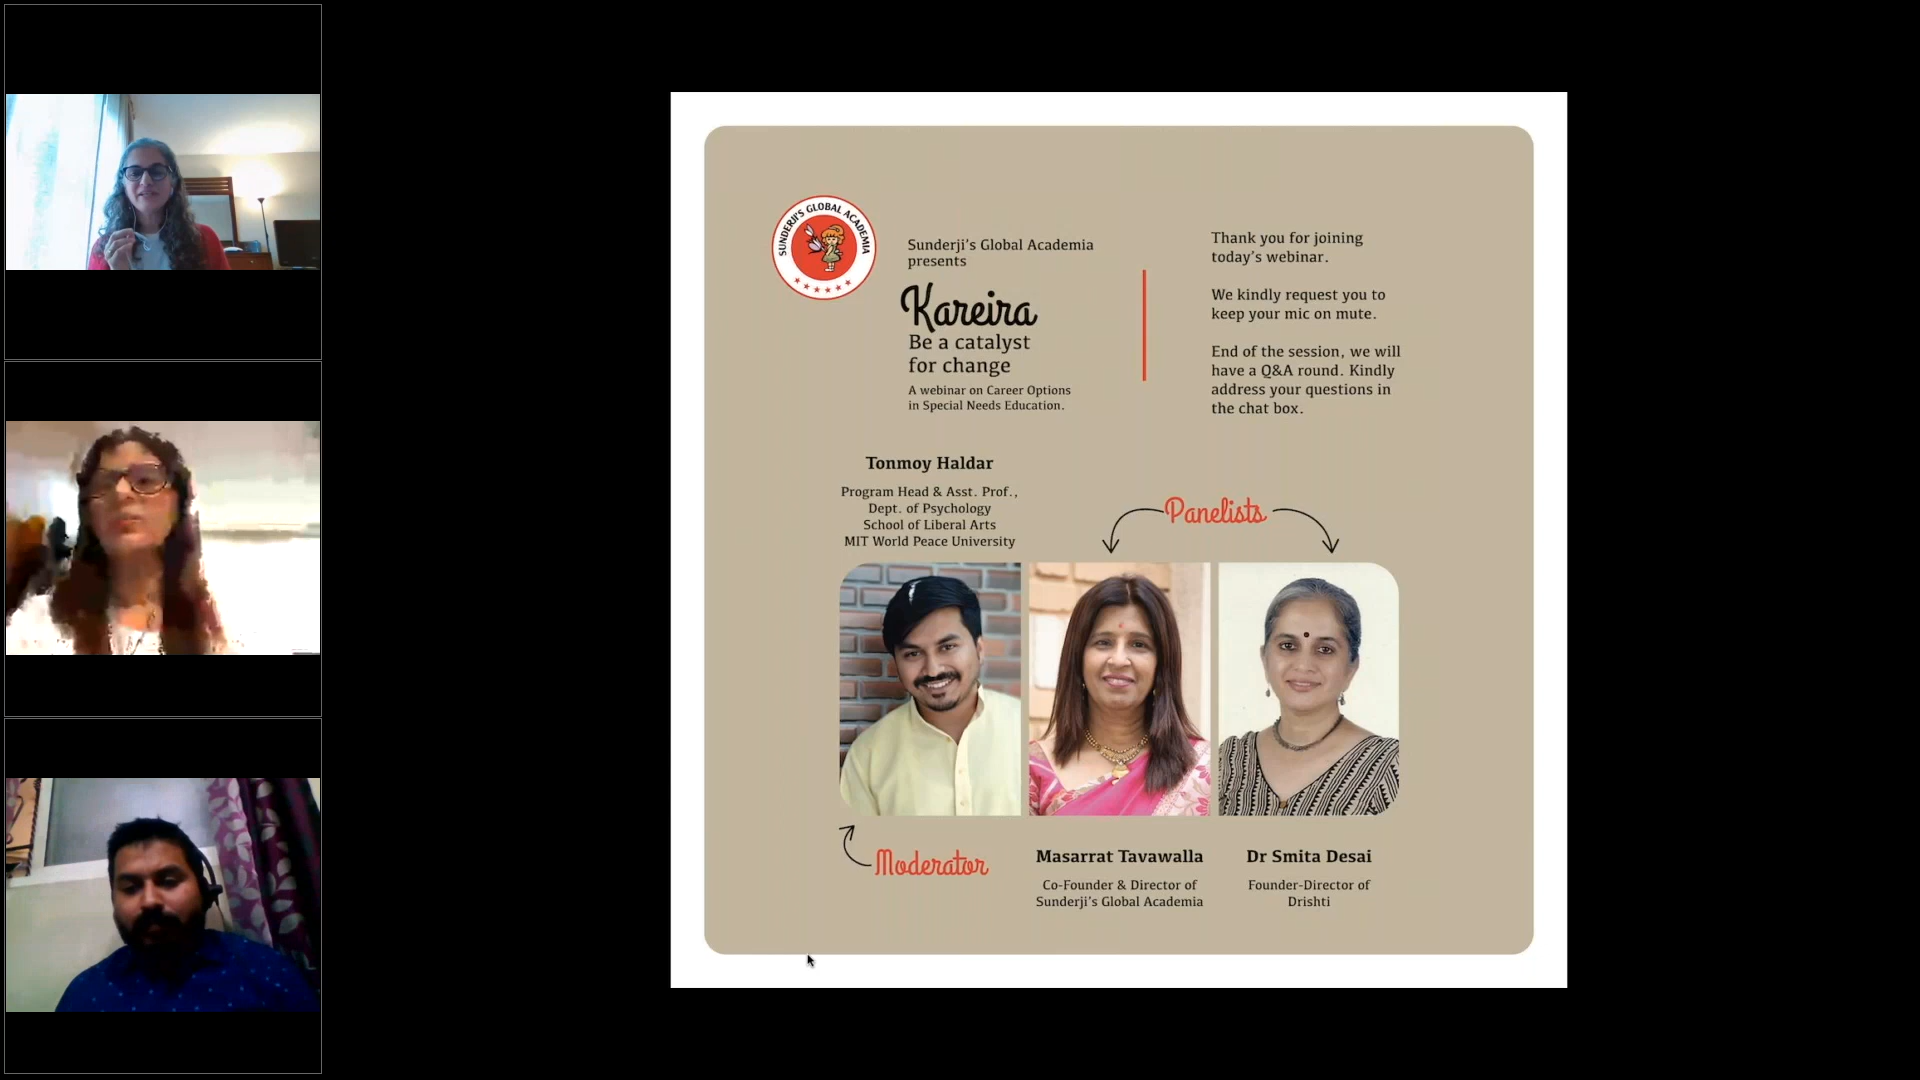 SUNDERJI'S GLOBAL ACADEMIA
Sunderji's Global Academia
presents
Kareira
Be a catalyst
for change
A webinar on Career Options
in Special Needs Education.
Thank you for joining
today's webinar.
We kindly request you to
keep your mic on mute.
End of the session, we will
have a Q&A round. Kindly
address your questions in
the chat box.
Tonmoy Haldar
Program Head & Asst. Prof.,
Dept. of Psychology
School of Liberal Arts
MIT World Peace University
Panelists
Moderator
Masarrat Tavawalla
Co-Founder & Director of
Sunderji's Global Academia
Dr Smita Desai
Founder-Director of
Drishti